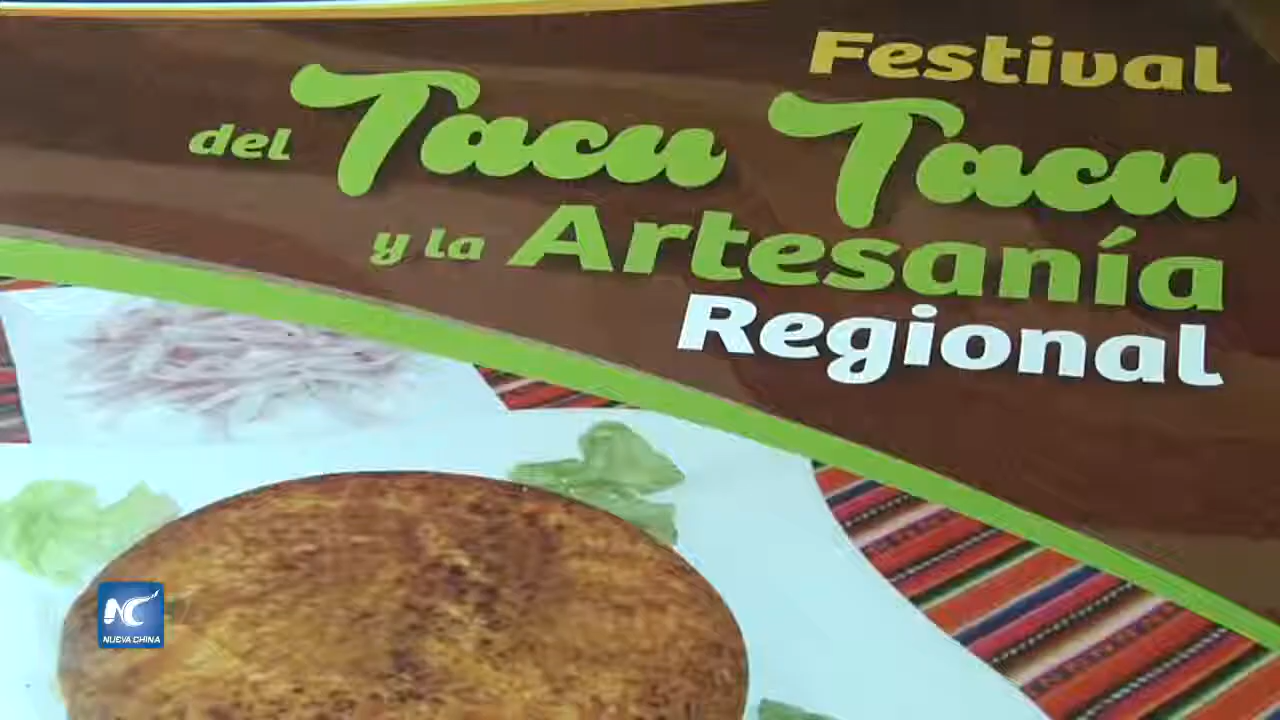 Festival
del Tacu Tacu
y la Artesanía
Regional
NC
NUEVA CHINA